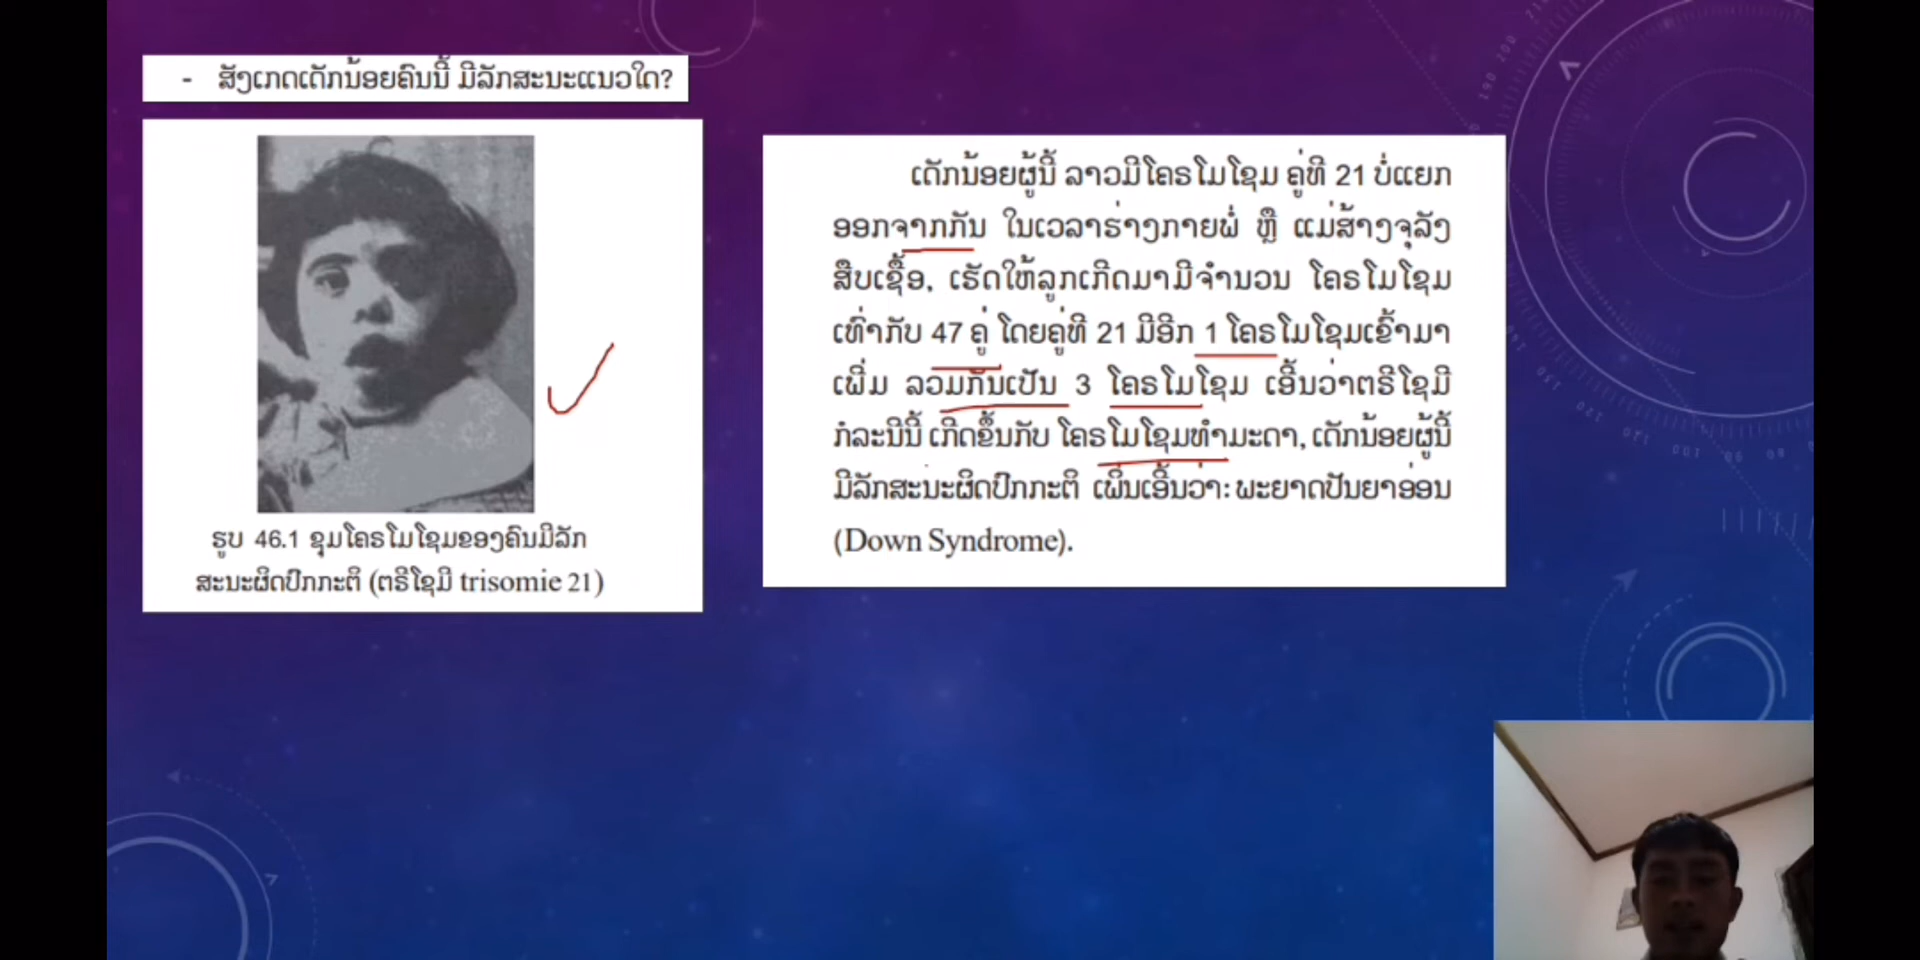 - ສັງເກດເດັກນ້ອຍຄົນນີ້ ມີລັກສະນະແນວໃດ?
ຮູບ 46.1 ຊຸມໂຄຣໂມໂຊມຂອງຄົນມີລັກ
ສະນະຜິດປົກກະຕິ (ຕຣີໂຊມີ trisomie 21)
ເດັກນ້ອຍຜູ້ນີ້ ລາວມີໂຄຣໂມໂຊມ ຄູ່ທີ 21 ບໍ່ແຍກ
ອອກຈາກກັນ ໃນເວລາຮ່າງກາຍພໍ່ ຫຼື ແມ່ສ້າງຈຸລັງ
ສືບເຊື້ອ, ເຮັດໃຫ້ລູກເກີດມາມີຈຳນວນ ໂຄຣໂມໂຊມ
ເທົ່າກັບ 47 ຄູ່ ໂດຍຄູ່ທີ 21 ມີອີກ 1 ໂຄຣໂມໂຊມເຂົ້າມາ
ເພີ່ມ ລວມກັນເປັນ 3 ໂຄຣໂມໂຊມ ເອີ້ນວ່າຕຣີໂຊມີ
ກໍລະນີນີ້ ເກີດຂຶ້ນກັບ ໂຄຣໂມໂຊມທຳມະດາ, ເດັກນ້ອຍຜູ້ນີ້
ມີລັກສະນະຜິດປົກກະຕິ ເພິ່ນເອີ້ນວ່າ: ພະຍາດປັນຍາອ່ອນ
(Down Syndrome).